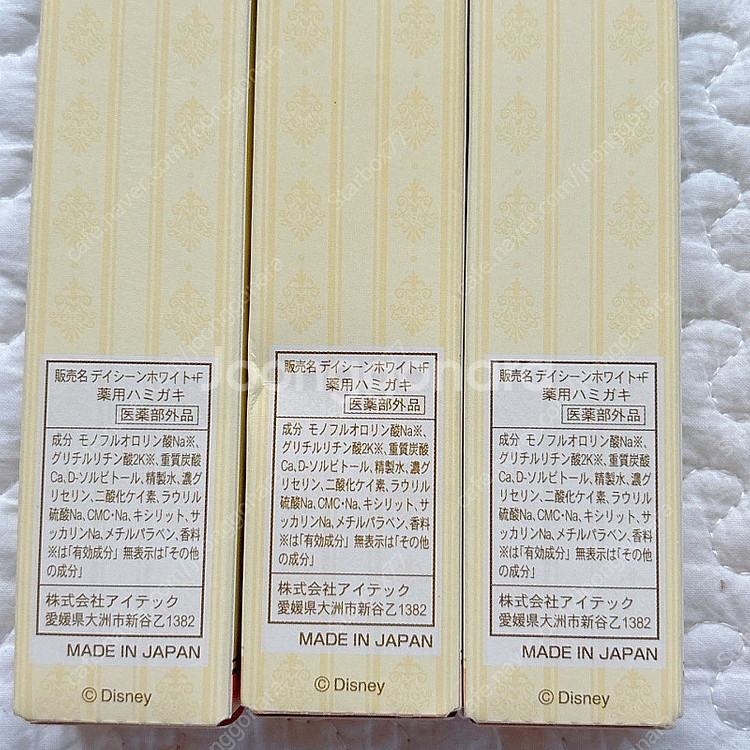 販売名 デイシーンホワイト+F
薬用ハミガキ
医薬部外品
成分 モノフルオロリン酸Na※、
グリチルリチン酸2K※、重質炭酸
Ca、D-ソルビトール、精製水、濃グ
リセリン、二酸化ケイ素、ラウリル
硫酸Na、CMC・Na、キシリット、サ
ッカリンNa、メチルパラベン、香料
※は「有効成分」 無表示は「その他
の成分」
株式会社アイテック
愛媛県大洲市新谷乙1382
MADE IN JAPAN
© Disney
販売名 デイシーンホワイト+F
薬用ハミガキ
医薬部外品
成分 モノフルオロリン酸Na※、
グリチルリチン酸2K※、重質炭酸
Ca、D-ソルビトール、精製水、濃グ
リセリン、二酸化ケイ素、ラウリル
硫酸Na、CMC・Na、キシリット、サ
ッカリンNa、メチルパラベン、香料
※は「有効成分」 無表示は「その他
の成分」
株式会社アイテック
愛媛県大洲市新谷乙1382
MADE IN JAPAN
© Disney
販売名 デイシーンホワイト+F
薬用ハミガキ
医薬部外品
成分 モノフルオロリン酸Na※、
グリチルリチン酸2K※、重質炭酸
Ca、D-ソルビトール、精製水、濃グ
リセリン、二酸化ケイ素、ラウリル
硫酸Na、CMC・Na、キシリット、サ
ッカリンNa、メチルパラベン、香料
※は「有効成分」 無表示は「その他
の成分」
株式会社アイテック
愛媛県大洲市新谷乙1382
MADE IN JAPAN
© Disney
Joonggonara
Starbox77
cafe.naver.com/joonggonara